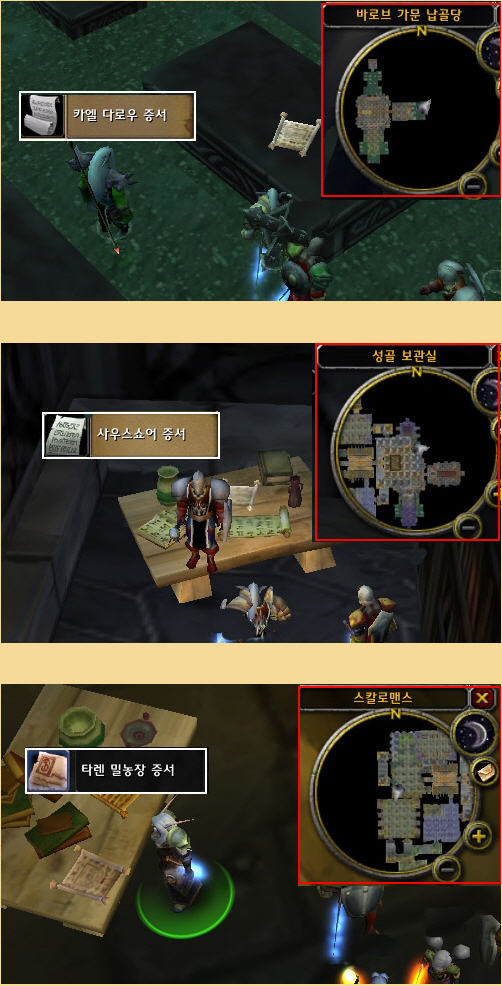 바로브 가문 납골당
N
카엘 다로우 증서
성골 보관실
N
사우스쇼어 증서
스칼로맨스
N
타렌 밀농장 증서